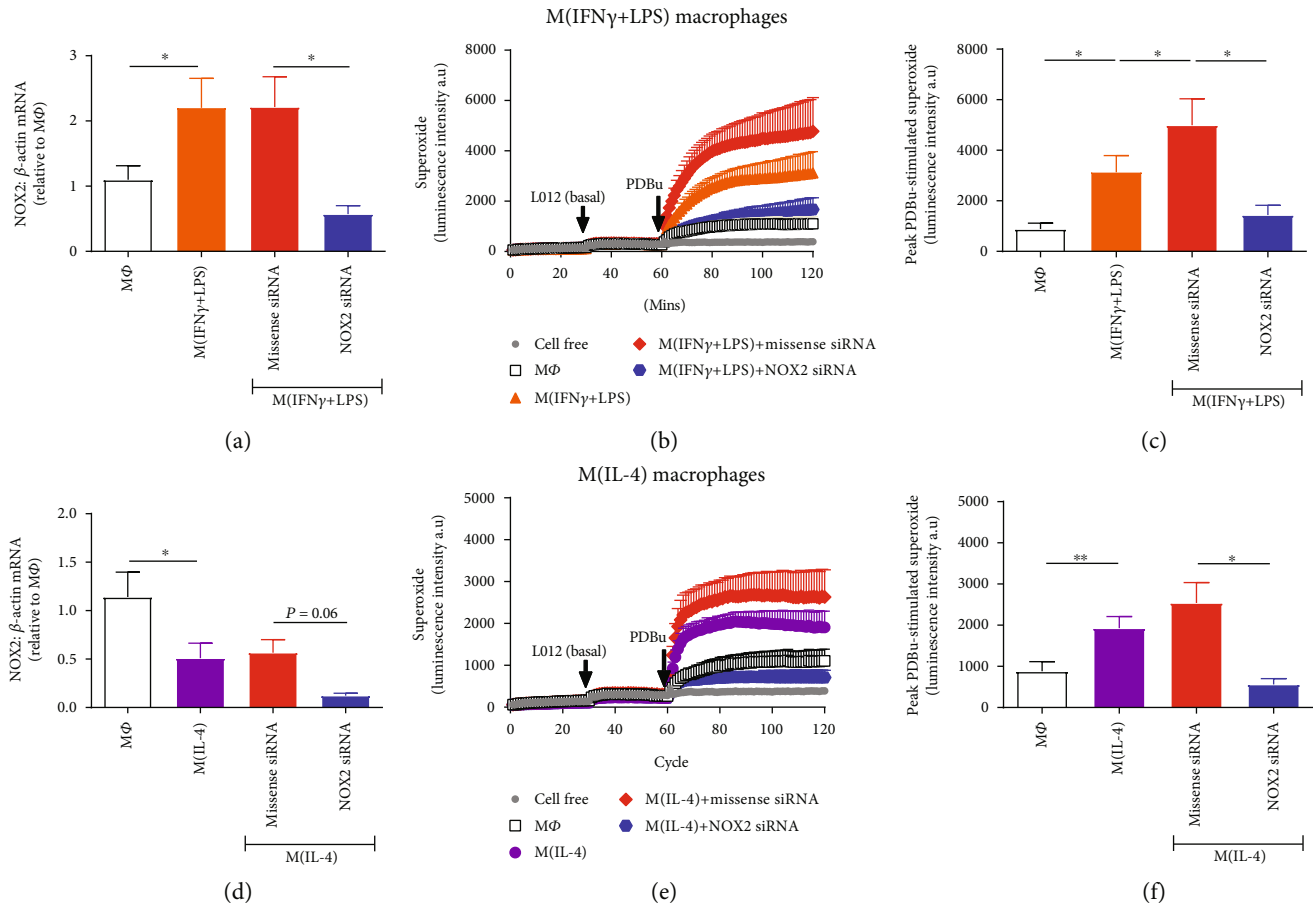 M(IFNγ+LPS) macrophages
NOX2: β-actin mRNA
(relative to MΦ)
3
2
1
0
*
*
MΦ
M(IFNγ+LPS)
Missense siRNA
NOX2 siRNA
M(IFNγ+LPS)
(a)
Superoxide
(luminescence intensity a.u)
8000
6000
4000
2000
0
L012 (basal)
PDBu
0
20
40
60
80
100
120
(Mins)
Cell free
MΦ
M(IFNγ+LPS)
M(IFNγ+LPS)+missense siRNA
M(IFNγ+LPS)+NOX2 siRNA
(b)
Peak PDBu-stimulated superoxide
(luminescence intensity a.u)
8000
6000
4000
2000
0
*
*
*
MΦ
M(IFNγ+LPS)
Missense siRNA
NOX2 siRNA
M(IFNγ+LPS)
(c)
M(IL-4) macrophages
NOX2: β-actin mRNA
(relative to MΦ)
2.0
1.5
1.0
0.5
0.0
*
P = 0.06
MΦ
M(IL-4)
Missense siRNA
NOX2 siRNA
M(IL-4)
(d)
Superoxide
(luminescence intensity a.u)
5000
4000
3000
2000
1000
0
L012 (basal)
PDBu
0
20
40
60
80
100
120
Cycle
Cell free
MΦ
M(IL-4)
M(IL-4)+missense siRNA
M(IL-4)+NOX2 siRNA
(e)
Peak PDBu-stimulated superoxide
(luminescence intensity a.u)
5000
4000
3000
2000
1000
0
**
*
MΦ
M(IL-4)
Missense siRNA
NOX2 siRNA
M(IL-4)
(f)